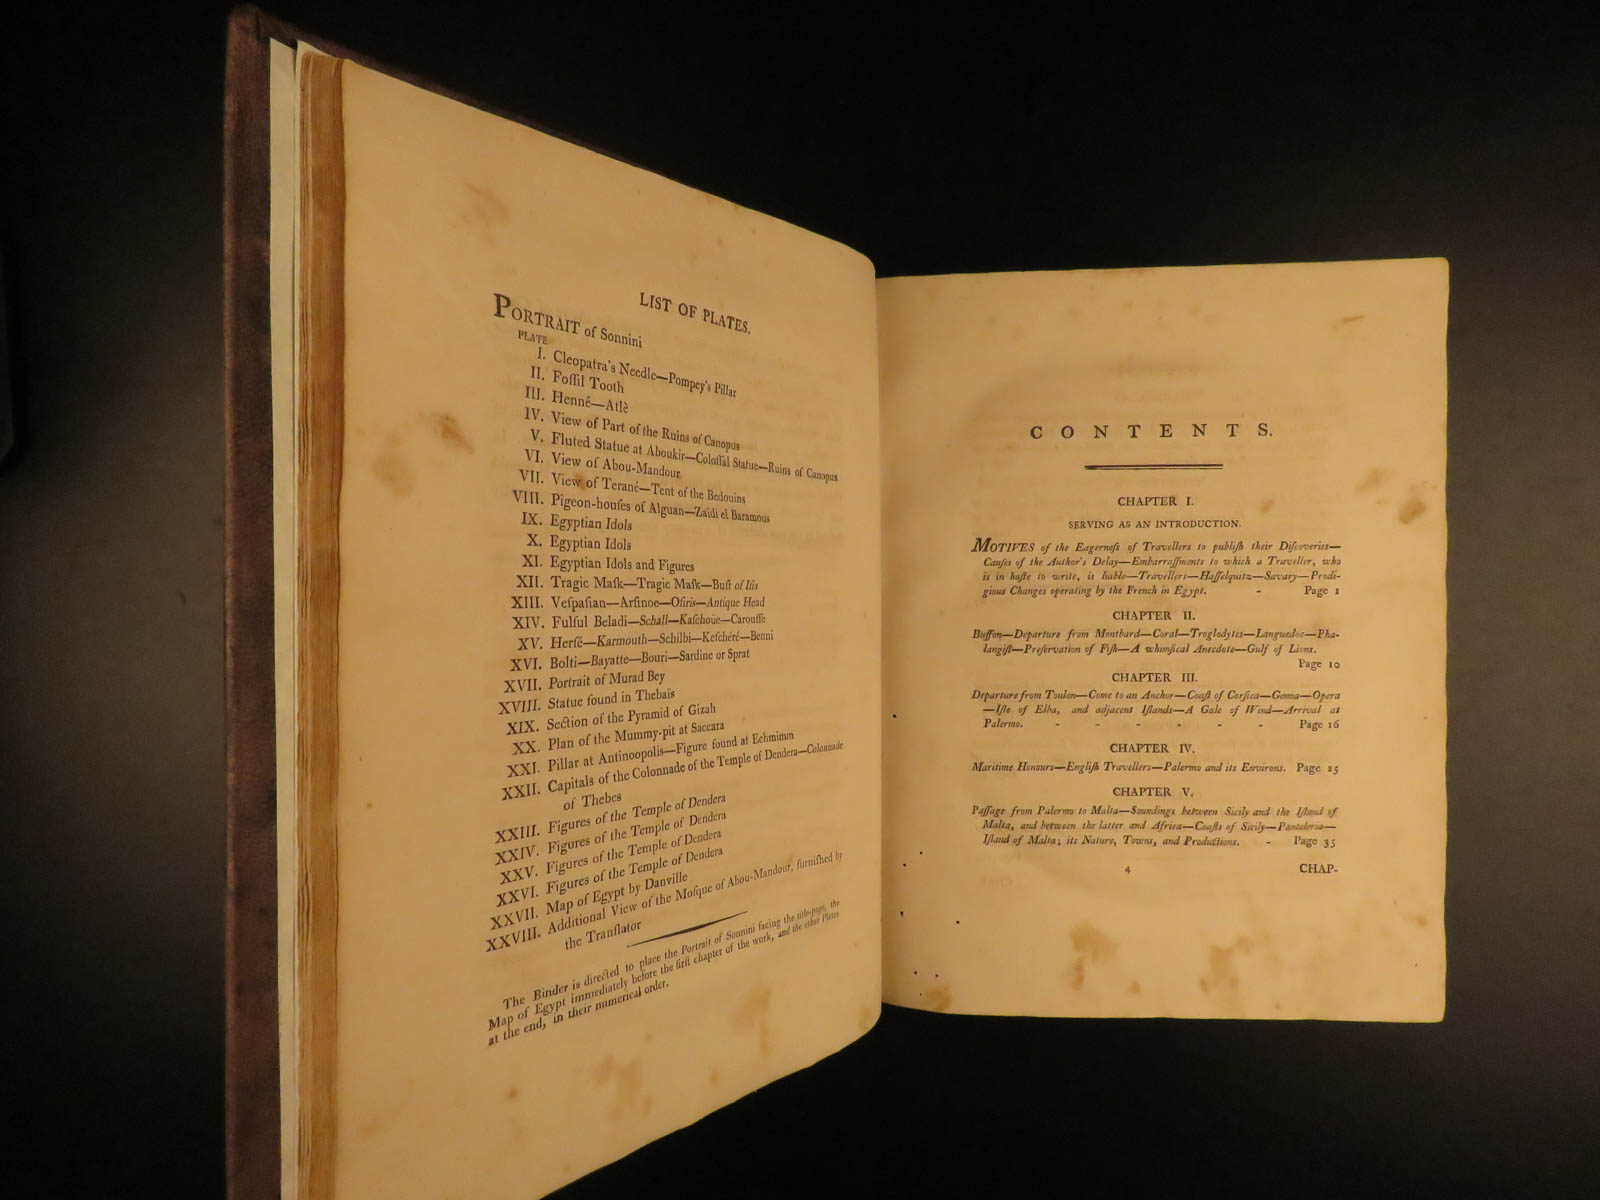 LIST OF PLATES.
PORTRAIT of Sonnini
PLATE
I. Cleopatra's Needle—Pompey's Pillar
II. Foſſil Tooth
III. Henné—Atlè
IV. View of Part of the Ruins of Canopus
V. Fluted Statue at Aboukir—Coloſſal Statue—Ruins of Canopus
VI. View of Abou-Mandour
VII. View of Terané—Tent of the Bedouins
VIII. Pigeon-houſes of Alguan—Zaïdi el Baramous
IX. Egyptian Idols
X. Egyptian Idols
XI. Egyptian Idols and Figures
XII. Tragic Maſk—Tragic Maſk—Buſt of Iſis
XIII. Veſpaſian—Arſinoe—Oſiris—Antique Head
XIV. Fulful Beladi—Schall—Kaſchoüe—Carouſſe
XV. Herſé—Karmouth—Schilbi—Keſchéré—Benni
XVI. Bolti—Bayatte—Bouri—Sardine or Sprat
XVII. Portrait of Murad Bey
XVIII. Statue found in Thebaïs
XIX. Section of the Pyramid of Gizah
XX. Plan of the Mummy-pit at Saccara
XXI. Pillar at Antinoopolis—Figure found at Echmimm
XXII. Capitals of the Colonnade of the Temple of Dendera—Colonnade
of Thebes
XXIII. Figures of the Temple of Dendera
XXIV. Figures of the Temple of Dendera
XXV. Figures of the Temple of Dendera
XXVI. Figures of the Temple of Dendera
XXVII. Map of Egypt by Danville
XXVIII. Additional View of the Moſque of Abou-Mandour, furniſhed by
the Tranſlator
The Binder is directed to place the Portrait of Sonnini facing the title-page, the
Map of Egypt immediately before the firſt chapter of the work, and the other Plates
at the end, in their numerical order.
CONTENTS.
CHAPTER I.
SERVING AS AN INTRODUCTION.
MOTIVES of the Eagerneſs of Travellers to publiſh their Diſcoveries—
Cauſes of the Author's Delay—Embarraſſments to which a Traveller, who
is in haſte to write, is liable—Travellers—Haſſelquitz—Savary—Prodi-
gious Changes operating by the French in Egypt. - Page 1
CHAPTER II.
Buffon—Departure from Montbard—Coral—Troglodytes—Languedoc—Pha-
langiſt—Preſervation of Fiſh—A whimſical Anecdote—Gulf of Lions.
Page 10
CHAPTER III.
Departure from Toulon—Come to an Anchor—Coaſt of Corſica—Genoa—Opera
—Iſle of Elba, and adjacent Iſlands—A Gale of Wind—Arrival at
Palermo. - - - - - - Page 16
CHAPTER IV.
Maritime Honours—Engliſh Travellers—Palermo and its Environs. Page 25
CHAPTER V.
Paſſage from Palermo to Malta—Soundings between Sicily and the Iſland of
Malta, and between the latter and Africa—Coaſts of Sicily—Panteleria—
Iſland of Malta; its Nature, Towns, and Productions. - Page 35
4 CHAP-